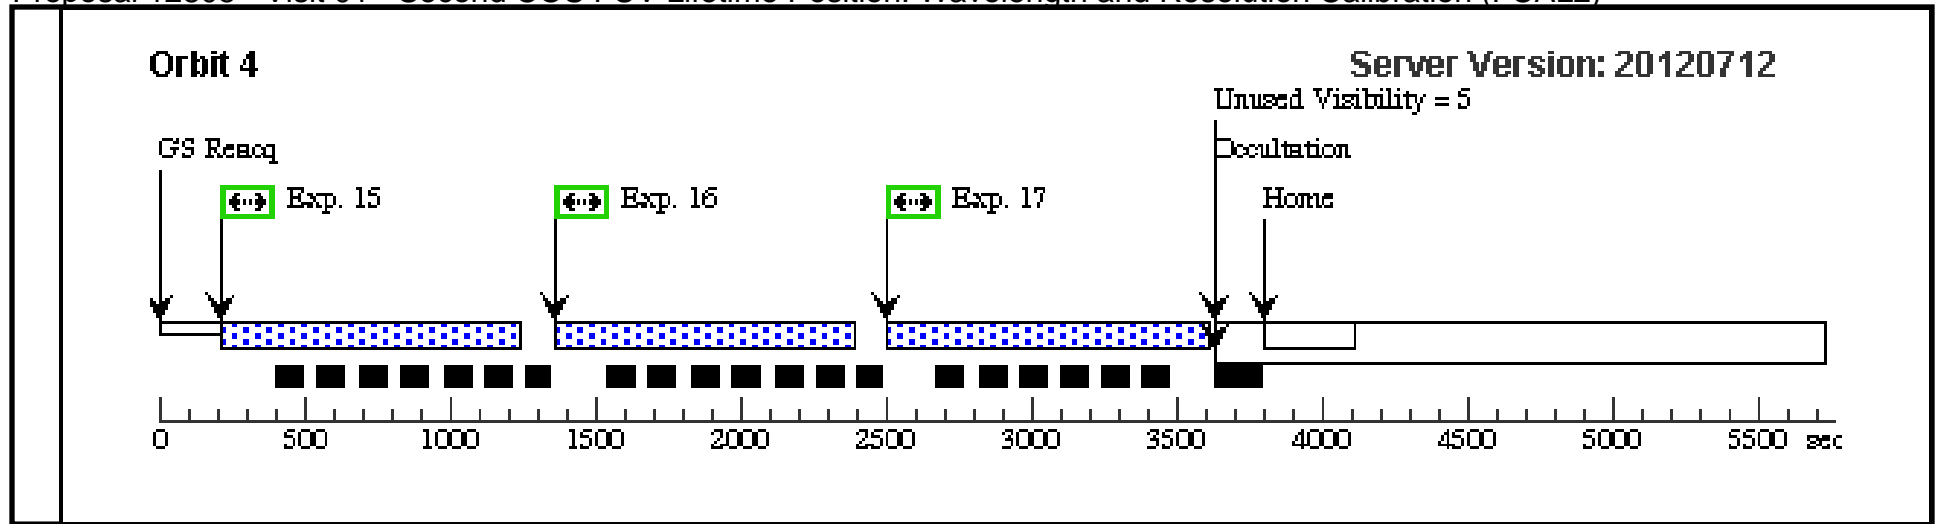 Orbit 4
Server Version: 20120712
Unused Visibility = 5
GS Reacq
Occultation
Exp. 15
Exp. 16
Exp. 17
Home
0 500 1000 1500 2000 2500 3000 3500 4000 4500 5000 5500 sec